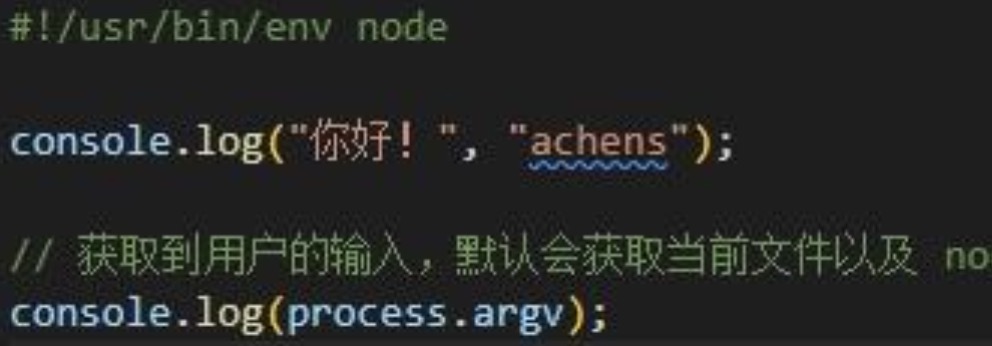 #!/usr/bin/env node
console.log("你好！", "achens");
// 获取到用户的输入，默认会获取当前文件以及 no
console.log(process.argv);